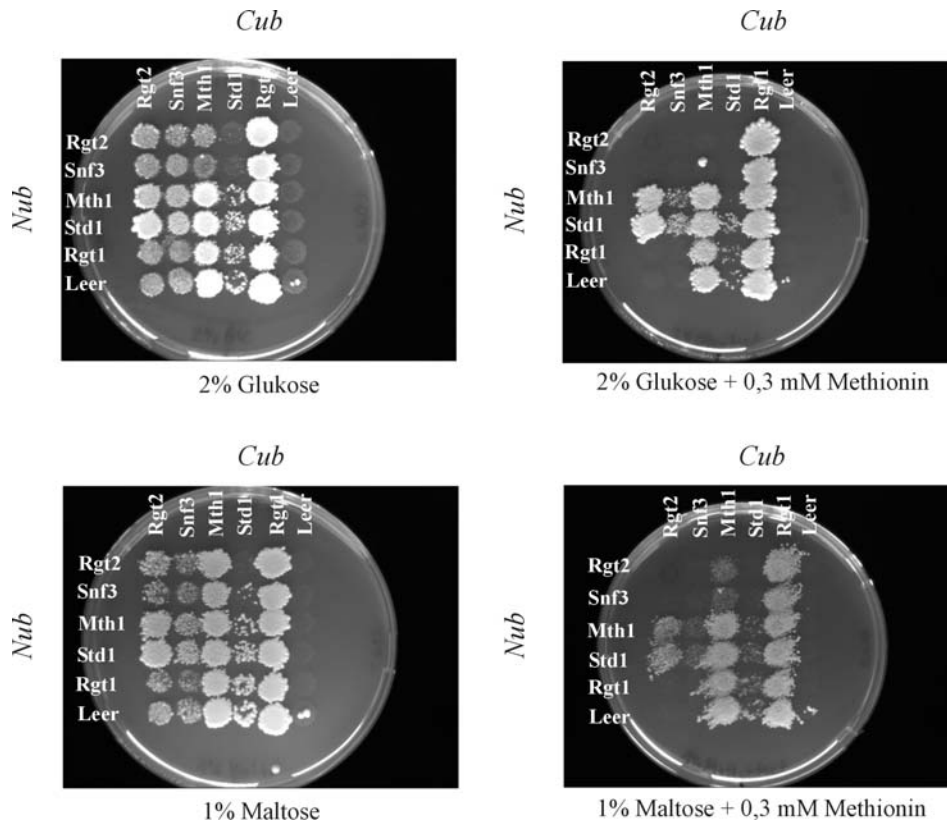 Cub
Cub
Rgt2 Snf3 Mth1 Std1 Rgt1 Leer
Rgt2 Snf3 Mth1 Std1 Rgt1 Leer
Nub
Rgt2
Snf3
Mth1
Std1
Rgt1
Leer
Nub
Rgt2
Snf3
Mth1
Std1
Rgt1
Leer
2% Glukose
2% Glukose + 0,3 mM Methionin
Cub
Cub
Rgt2 Snf3 Mth1 Std1 Rgt1 Leer
Rgt2 Snf3 Mth1 Std1 Rgt1 Leer
Nub
Rgt2
Snf3
Mth1
Std1
Rgt1
Leer
Nub
Rgt2
Snf3
Mth1
Std1
Rgt1
Leer
1% Maltose
1% Maltose + 0,3 mM Methionin